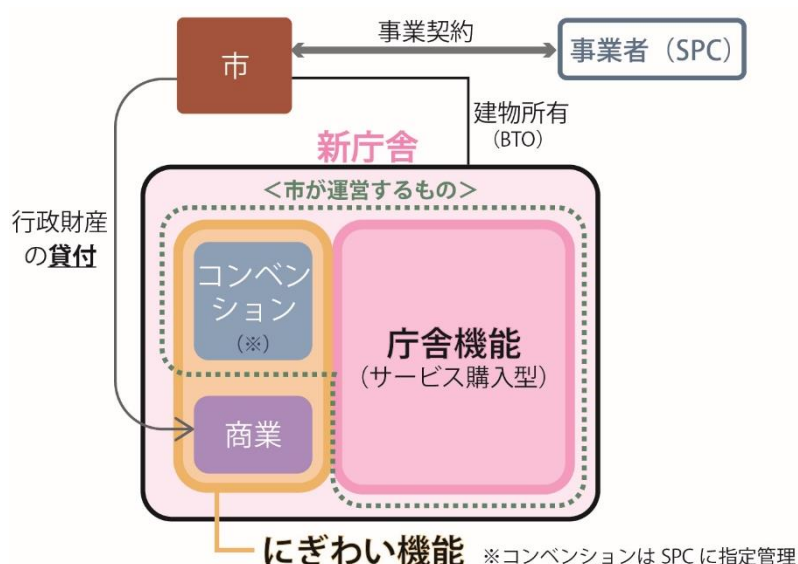 事業契約
市
事業者（SPC）
建物所有
（BTO）
新庁舎
＜市が運営するもの＞
行政財産
の貸付
コンベン
ション
（※）
庁舎機能
（サービス購入型）
商業
にぎわい機能
※コンベンションは SPC に指定管理